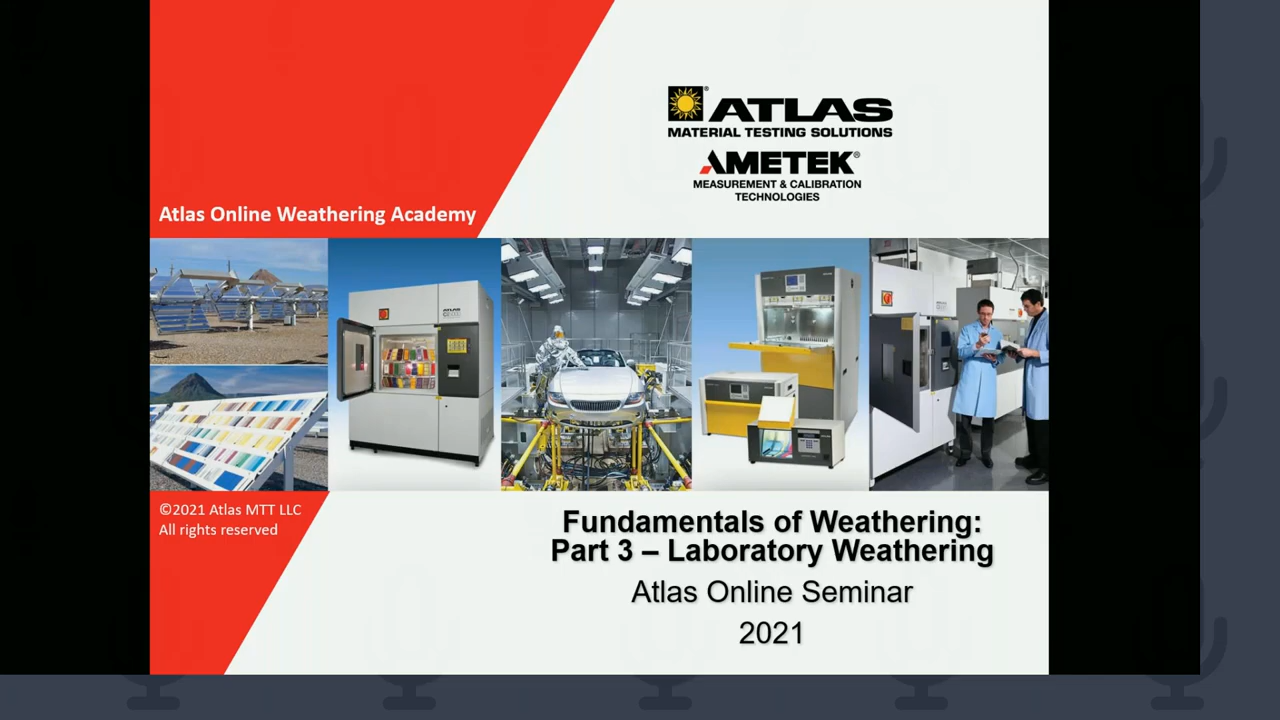 ATLAS®
MATERIAL TESTING SOLUTIONS
AMETEK®
MEASUREMENT & CALIBRATION
TECHNOLOGIES
Atlas Online Weathering Academy
ATLAS
©2021 Atlas MTT LLC
All rights reserved
Fundamentals of Weathering:
Part 3 – Laboratory Weathering
Atlas Online Seminar
2021